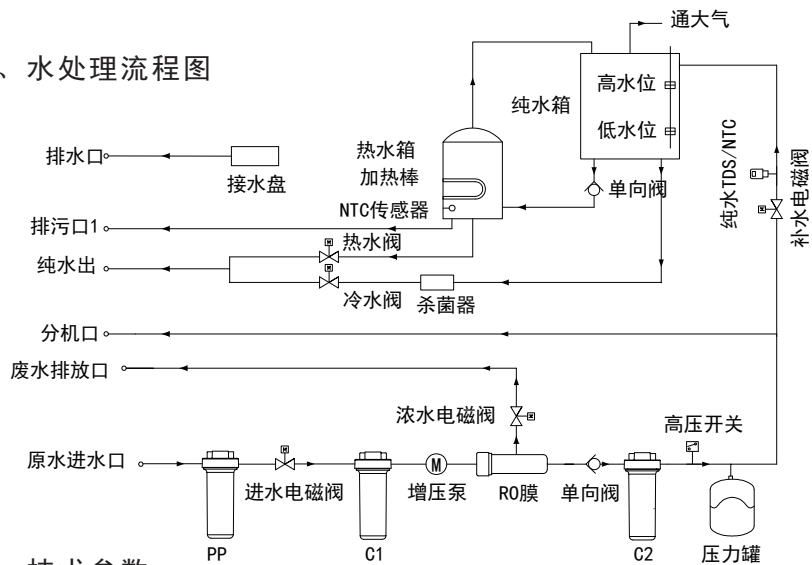 通大气
、水处理流程图
纯水箱
高水位
低水位
热水箱
加热棒
NTC传感器
单向阀
纯水TDS/NTC
补水电磁阀
排水口
接水盘
排污口1
热水阀
纯水出
冷水阀
杀菌器
分机口
废水排放口
浓水电磁阀
高压开关
原水进水口
进水电磁阀
M
增压泵
RO膜
单向阀
PP
C1
C2
压力罐